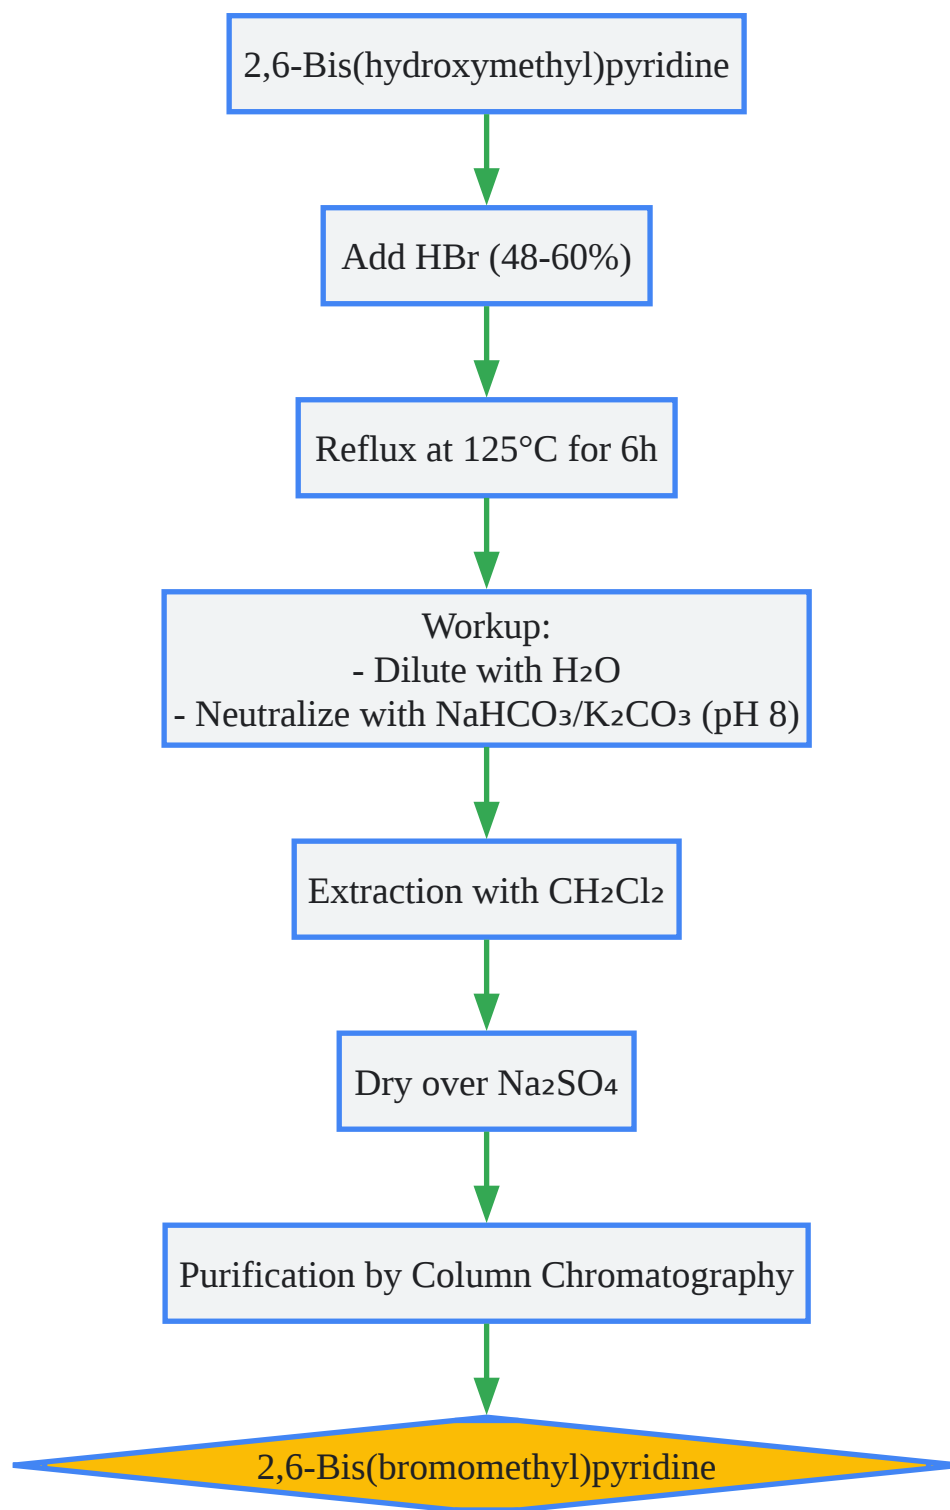 2,6-Bis(hydroxymethyl)pyridine
Add HBr (48-60%)
Reflux at 125°C for 6h
Workup:
- Dilute with H₂O
- Neutralize with NaHCO₃/K₂CO₃ (pH 8)
Extraction with CH₂Cl₂
Dry over Na₂SO₄
Purification by Column Chromatography
2,6-Bis(bromomethyl)pyridine